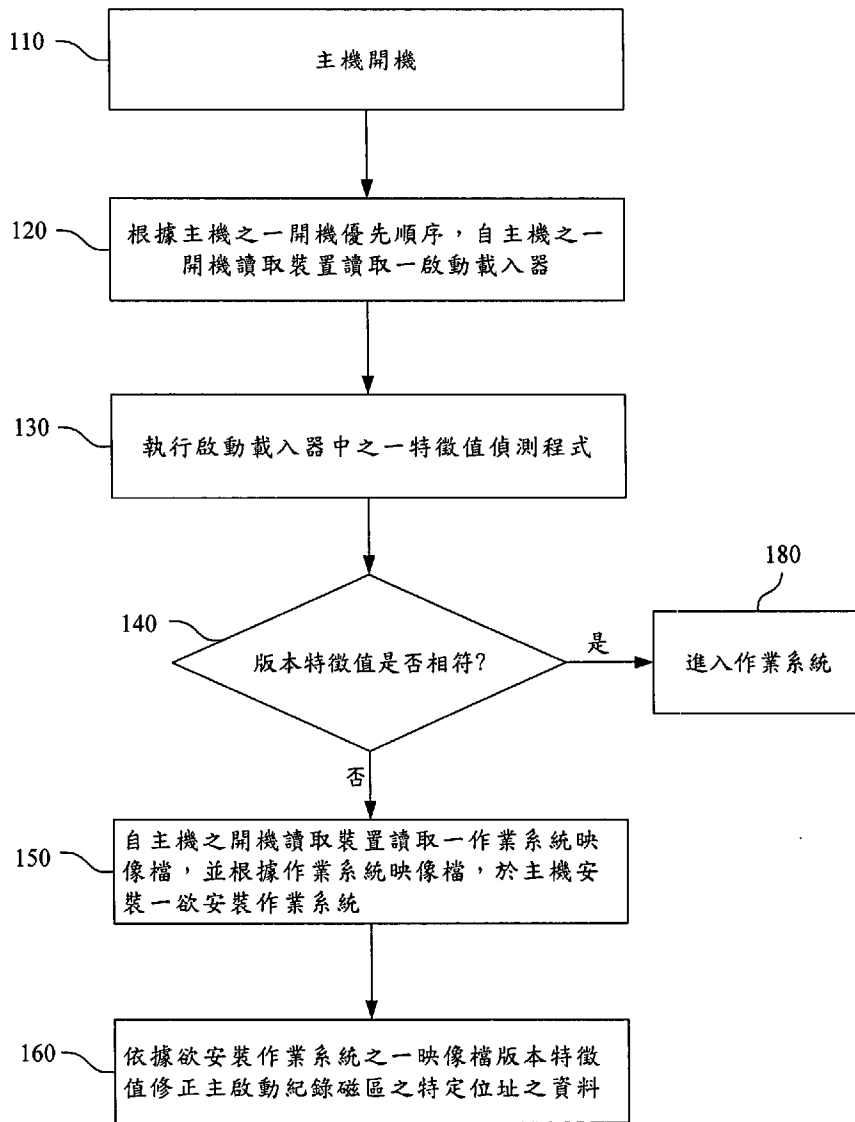 110
主機開機
120
根據主機之一開機優先順序，自主機之一
開機讀取裝置讀取一啟動載入器
130
執行啟動載入器中之一特徵值偵測程式
180
140
版本特徵值是否相符？
是
進入作業系統
否
150
自主機之開機讀取裝置讀取一作業系統映
像檔，並根據作業系統映像檔，於主機安
裝一欲安裝作業系統
160
依據欲安裝作業系統之一映像檔版本特徵
值修正主啟動紀錄磁區之特定位址之資料